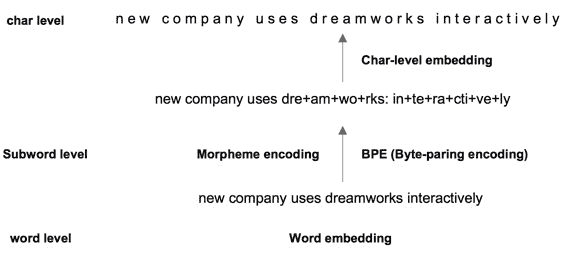 char level n e w c o m p a n y u s e s d r e a m w o r k s i n t e r a c t i v e l y
Char-level embedding
new company uses dre+am+wo+rks: in+te+ra+cti+ve+ly
Subword level Morpheme encoding BPE (Byte-paring encoding)
new company uses dreamworks interactively
word level Word embedding